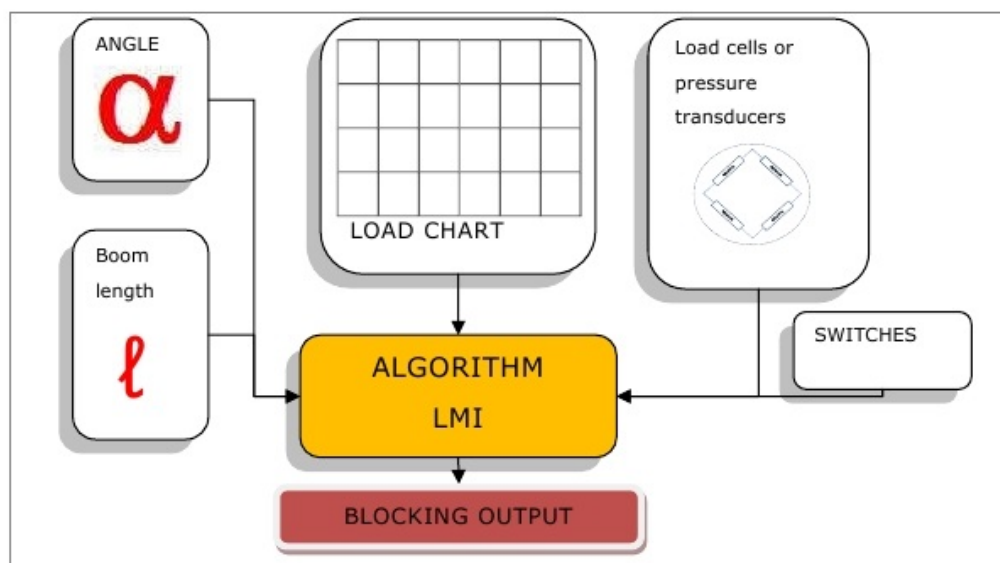 ANGLE
α
Boom
length
ℓ
LOAD CHART
Load cells or
pressure
transducers
SWITCHES
ALGORITHM
LMI
BLOCKING OUTPUT